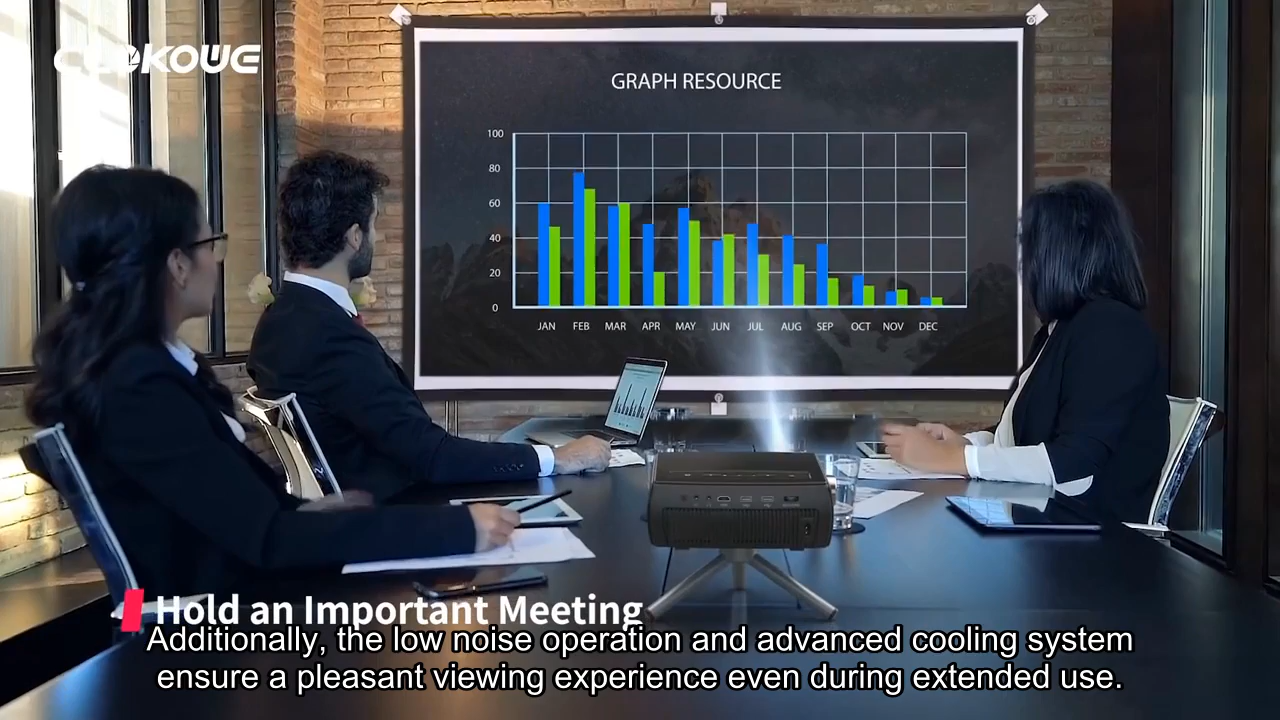 GRAPH RESOURCE
100
80
60
40
20
0
JAN FEB MAR APR MAY JUN JUL AUG SEP OCT NOV DEC
Hold an Important Meeting
Additionally, the low noise operation and advanced cooling system
ensure a pleasant viewing experience even during extended use.